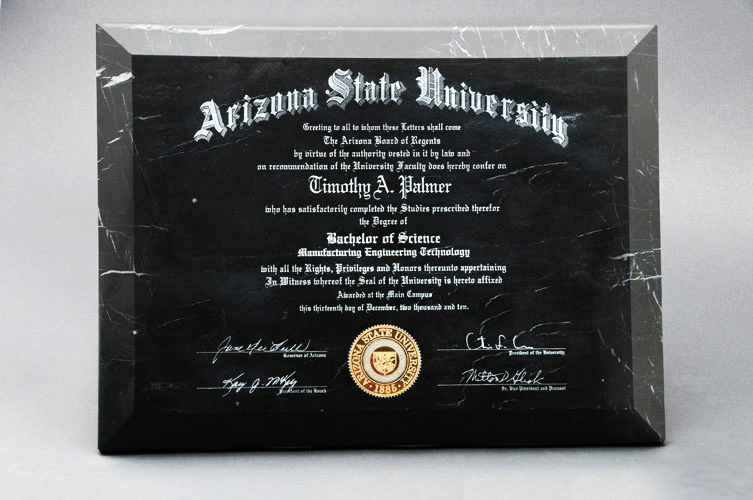 Arizona State University
Greeting to all to whom these Letters shall come
The Arizona Board of Regents
by virtue of the authority vested in it by law and
on recommendation of the University Faculty does hereby confer on
Timothy A. Palmer
who has satisfactorily completed the Studies prescribed therefor
the Degree of
Bachelor of Science
Manufacturing Engineering Technology
with all the Rights, Privileges and Honors thereunto appertaining
In Witness whereof the Seal of the University is hereto affixed
Awarded at the Main Campus
this thirteenth day of December, two thousand and ten.
Governor of Arizona
President of the University
ARIZONA STATE UNIVERSITY
1885
President of the Board
Sr. Vice President and Provost